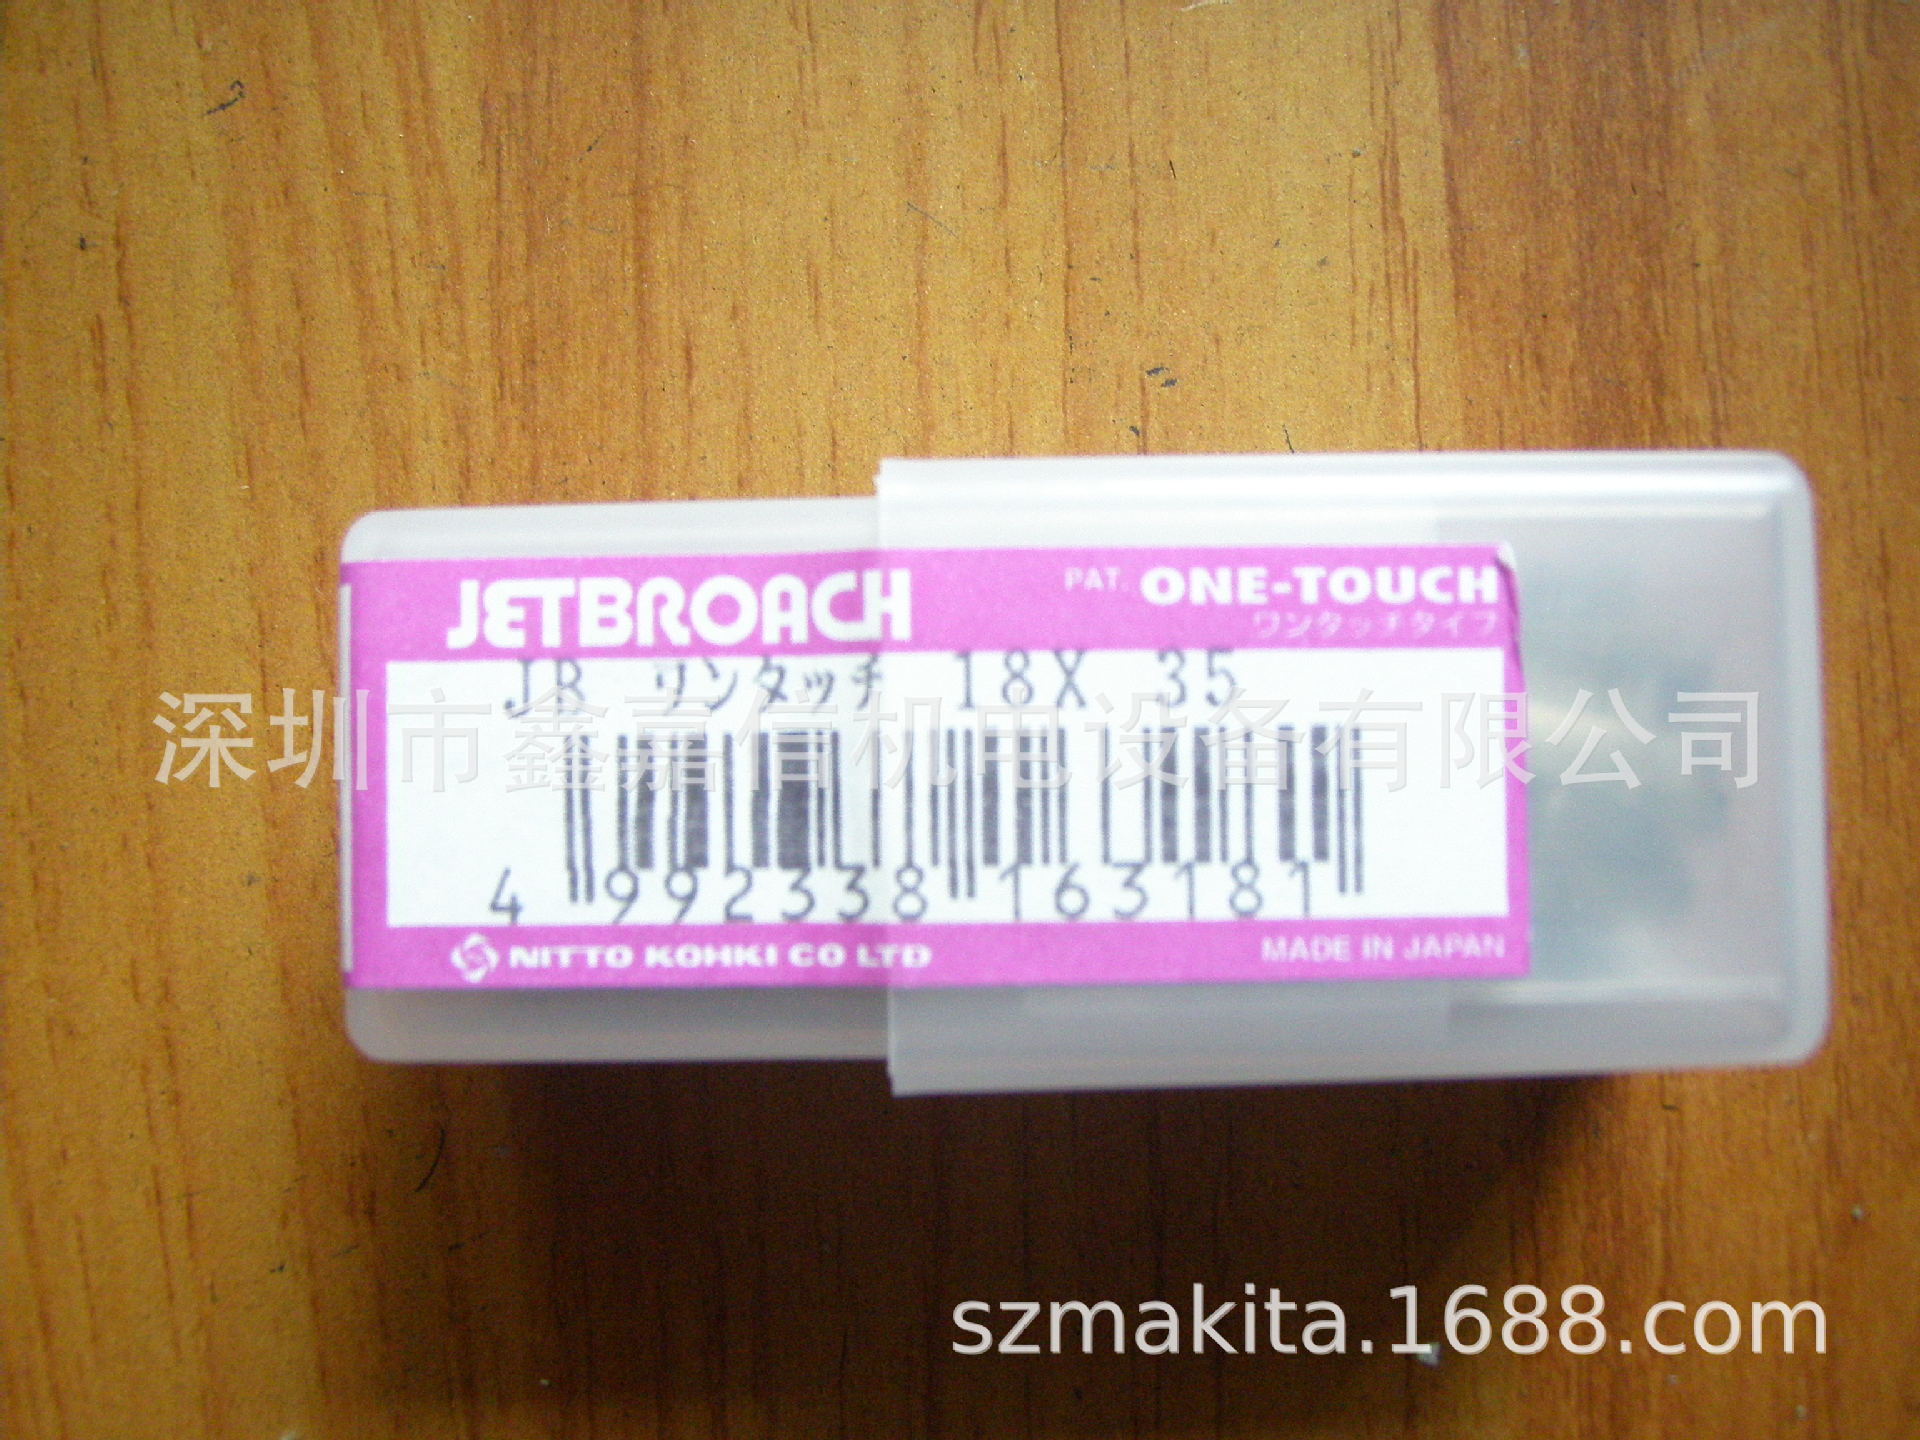 JETBROACH
PAT. ONE-TOUCH
ワンタッチタイプ
JB ワンタッチ 18X 35
深圳市鑫嘉信机电设备有限公司
4 992338 163181
NITTO KOHKI CO LTD
MADE IN JAPAN
szmakita.1688.com